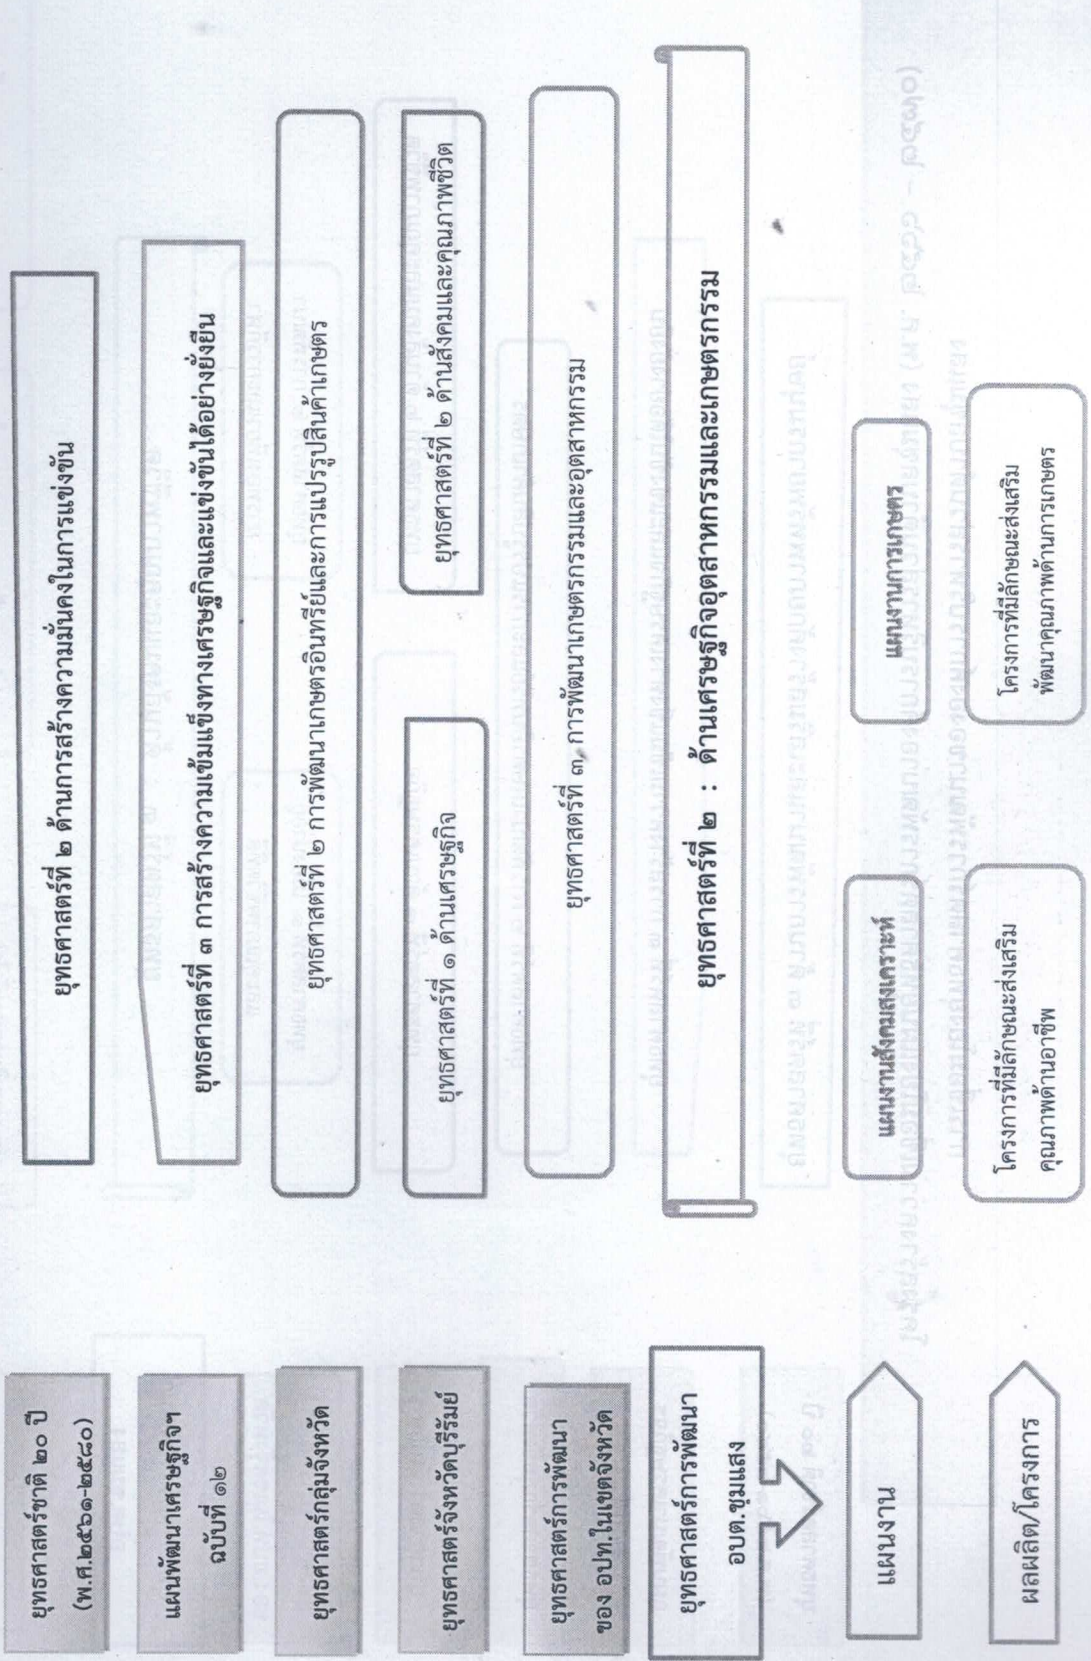 ยุทธศาสตร์ชาติ ๒๐ ปี
(พ.ศ.๒๕๖๑-๒๕๘๐)
ยุทธศาสตร์ที่ ๒ ด้านการสร้างความมั่นคงในการแข่งขัน
แผนพัฒนาเศรษฐกิจฯ
ฉบับที่ ๑๒
ยุทธศาสตร์ที่ ๓ การสร้างความเข้มแข็งทางเศรษฐกิจและแข่งขันได้อย่างยั่งยืน
ยุทธศาสตร์กลุ่มจังหวัด
ยุทธศาสตร์ที่ ๒ การพัฒนาเกษตรอินทรีย์และการแปรรูปสินค้าเกษตร
ยุทธศาสตร์จังหวัดบุรีรัมย์
ยุทธศาสตร์ที่ ๑ ด้านเศรษฐกิจ
ยุทธศาสตร์ที่ ๒ ด้านสังคมและคุณภาพชีวิต
ยุทธศาสตร์การพัฒนา
ของ อปท.ในเขตจังหวัด
ยุทธศาสตร์ที่ ๓ การพัฒนาเกษตรกรรมและอุตสาหกรรม
ยุทธศาสตร์การพัฒนา
อบต.ชุมแสง
ยุทธศาสตร์ที่ ๒ : ด้านเศรษฐกิจอุตสาหกรรมและเกษตรกรรม
แผนงาน
แผนงานสังคมสงเคราะห์
แผนงานการเกษตร
ผลผลิต/โครงการ
โครงการที่มีลักษณะส่งเสริม
คุณภาพด้านอาชีพ
โครงการที่มีลักษณะส่งเสริม
พัฒนาคุณภาพด้านการเกษตร